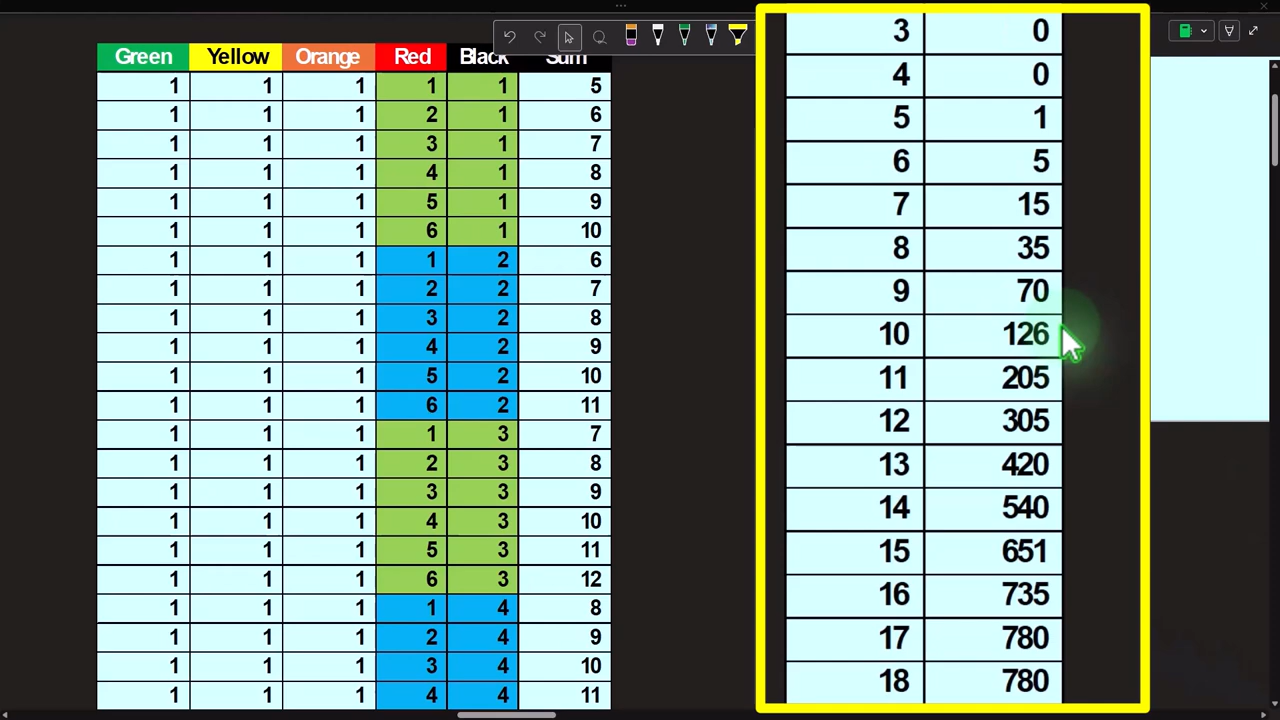 Green Yellow Orange Red Black Sum
1 1 1 1 1 5
1 1 1 2 1 6
1 1 1 3 1 7
1 1 1 4 1 8
1 1 1 5 1 9
1 1 1 6 1 10
1 1 1 1 2 6
1 1 1 2 2 7
1 1 1 3 2 8
1 1 1 4 2 9
1 1 1 5 2 10
1 1 1 6 2 11
1 1 1 1 3 7
1 1 1 2 3 8
1 1 1 3 3 9
1 1 1 4 3 10
1 1 1 5 3 11
1 1 1 6 3 12
1 1 1 1 4 8
1 1 1 2 4 9
1 1 1 3 4 10
1 1 1 4 4 11
3 0
4 0
5 1
6 5
7 15
8 35
9 70
10 126
11 205
12 305
13 420
14 540
15 651
16 735
17 780
18 780